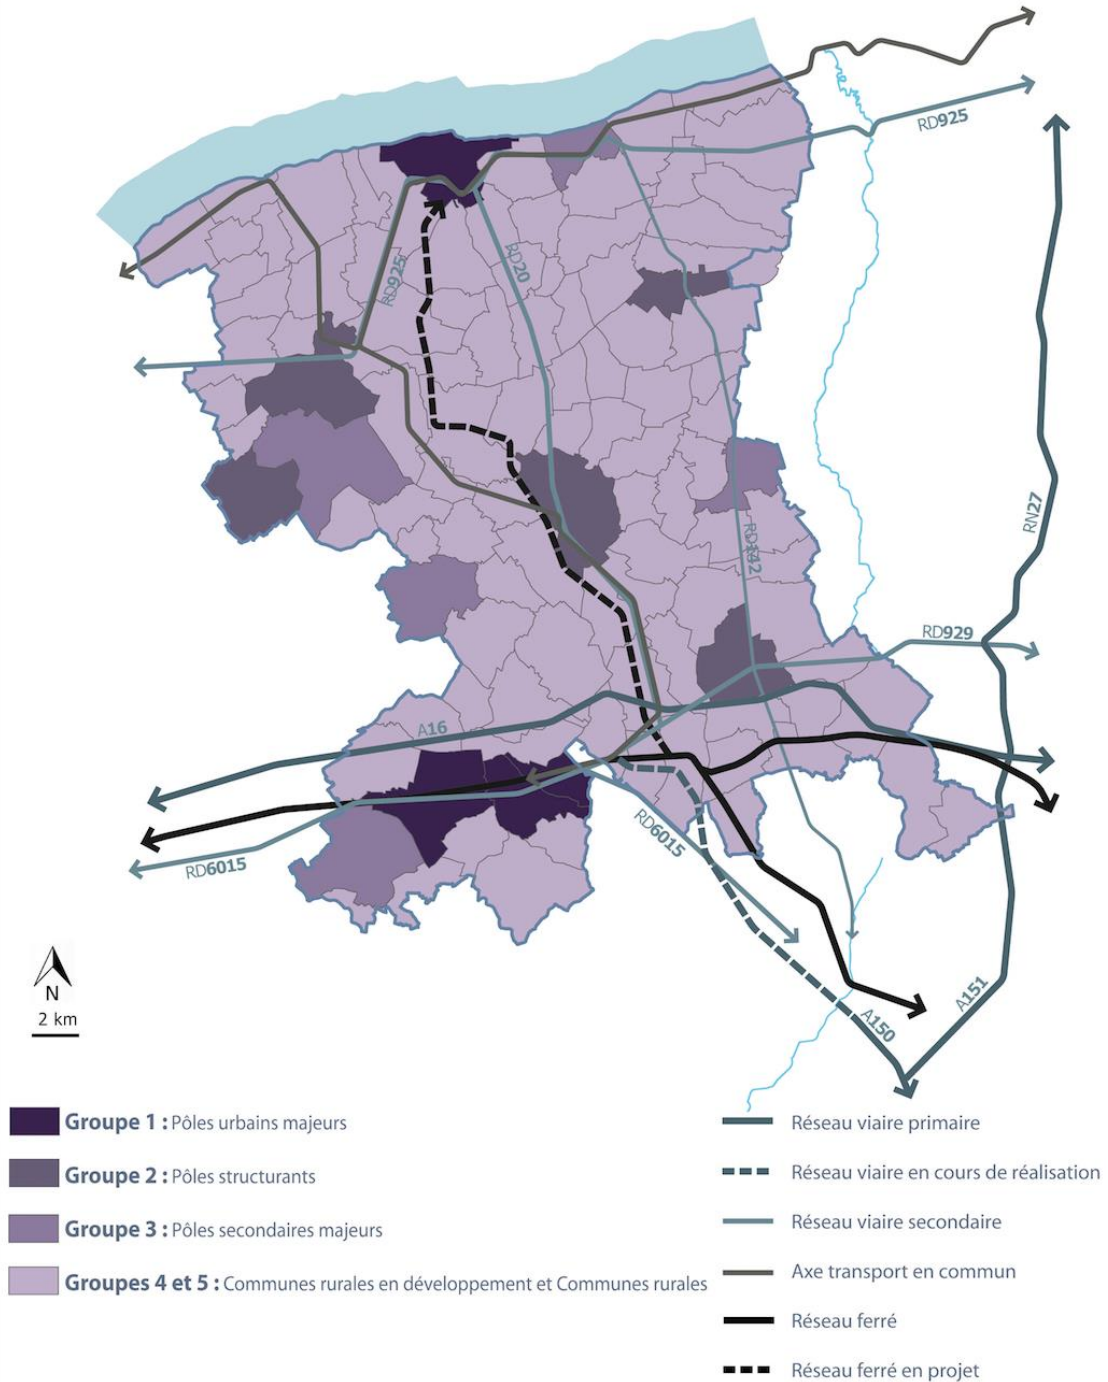 RD925
RD20
RD925
RN27
RD142
RD929
A16
RD6015
RD6015
A151
A150
N
2 km
Groupe 1 : Pôles urbains majeurs
Groupe 2 : Pôles structurants
Groupe 3 : Pôles secondaires majeurs
Groupes 4 et 5 : Communes rurales en développement et Communes rurales
Réseau viaire primaire
Réseau viaire en cours de réalisation
Réseau viaire secondaire
Axe transport en commun
Réseau ferré
Réseau ferré en projet